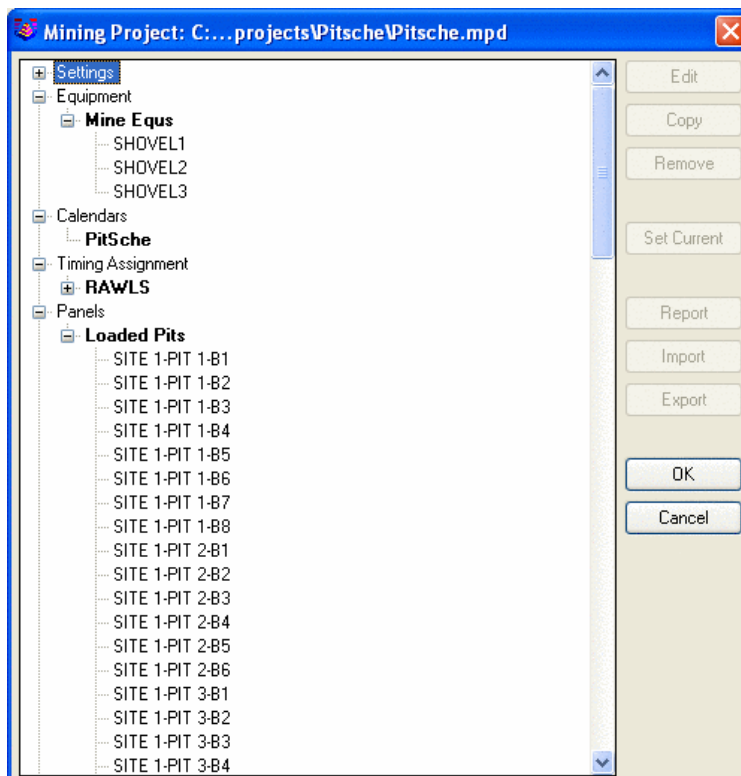 Mining Project: C:...projects\Pitsche\Pitsche.mpd
Settings
Equipment
Mine Equs
SHOVEL1
SHOVEL2
SHOVEL3
Calendars
PitSche
Timing Assignment
RAWLS
Panels
Loaded Pits
SITE 1-PIT 1-B1
SITE 1-PIT 1-B2
SITE 1-PIT 1-B3
SITE 1-PIT 1-B4
SITE 1-PIT 1-B5
SITE 1-PIT 1-B6
SITE 1-PIT 1-B7
SITE 1-PIT 1-B8
SITE 1-PIT 2-B1
SITE 1-PIT 2-B2
SITE 1-PIT 2-B3
SITE 1-PIT 2-B4
SITE 1-PIT 2-B5
SITE 1-PIT 2-B6
SITE 1-PIT 3-B1
SITE 1-PIT 3-B2
SITE 1-PIT 3-B3
SITE 1-PIT 3-B4
Edit
Copy
Remove
Set Current
Report
Import
Export
OK
Cancel